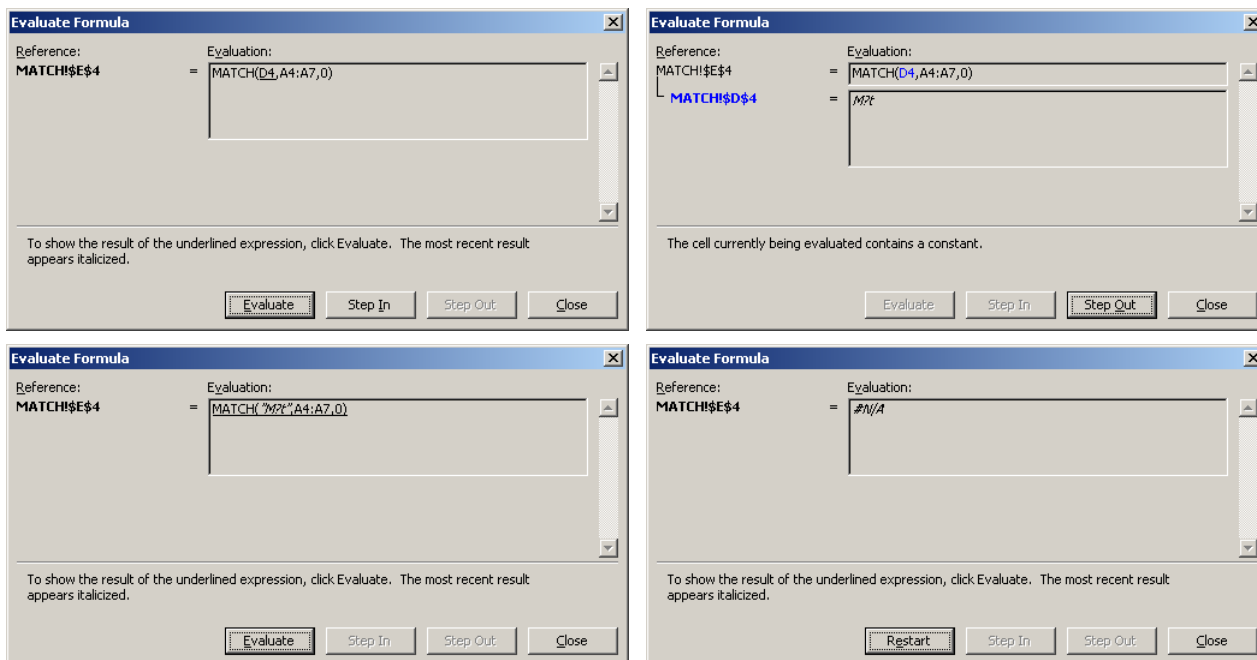 Evaluate Formula
Reference:
Evaluation:
MATCH!$E$4
=
MATCH(D4,A4:A7,0)
To show the result of the underlined expression, click Evaluate. The most recent result
appears italicized.
Evaluate
Step In
Step Out
Close
Evaluate Formula
Reference:
Evaluation:
MATCH!$E$4
=
MATCH(D4,A4:A7,0)
MATCH!$D$4
=
M?t
The cell currently being evaluated contains a constant.
Evaluate
Step In
Step Out
Close
Evaluate Formula
Reference:
Evaluation:
MATCH!$E$4
=
MATCH("M?t",A4:A7,0)
To show the result of the underlined expression, click Evaluate. The most recent result
appears italicized.
Evaluate
Step In
Step Out
Close
Evaluate Formula
Reference:
Evaluation:
MATCH!$E$4
=
#N/A
To show the result of the underlined expression, click Evaluate. The most recent result
appears italicized.
Restart
Step In
Step Out
Close